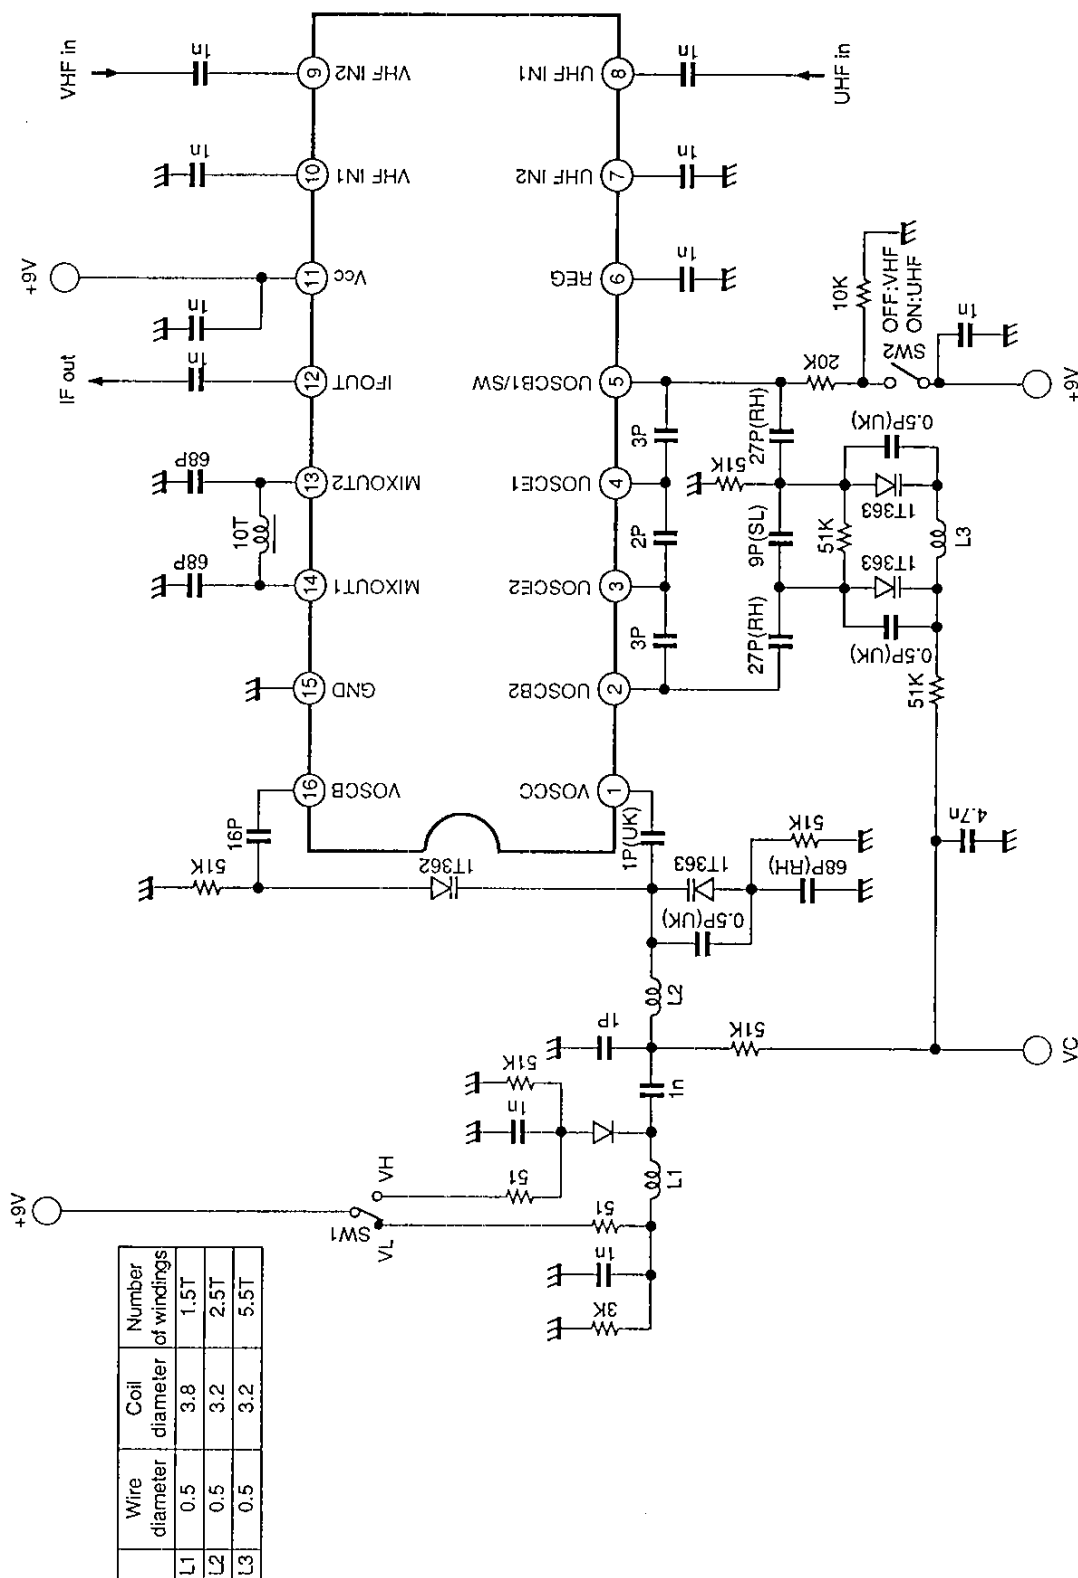 VHF in
1n
9
VHF IN2
1n
10
VHF IN1
+9V
1n
11
Vcc
IF out
1n
12
IFOUT
68P
13
MIXOUT2
10T
68P
14
MIXOUT1
15
GND
16
VOSCB
16P
51K
1T362
8
UHF IN1
1n
UHF in
7
UHF IN2
1n
6
REG
1n
5
UOSCB1/SW
4
UOSCE1
3
UOSCE2
2
UOSCB2
1
VOSCC
3P
2P
3P
51K
27P(RH)
9P(SL)
27P(RH)
20K
10K
SW2
OFF:VHF
ON:UHF
1n
+9V
0.5P(UK)
1T363
51K
1T363
0.5P(UK)
L3
51K
4.7n
1P(UK)
1T363
0.5P(UK)
51K
68P(RH)
L2
1P
51K
VC
1n
51K
1n
L1
51
VH
SW1
VL
+9V
51
1n
3K
Wire diameter Coil diameter Number of windings
L1 0.5 3.8 1.5T
L2 0.5 3.2 2.5T
L3 0.5 3.2 5.5T